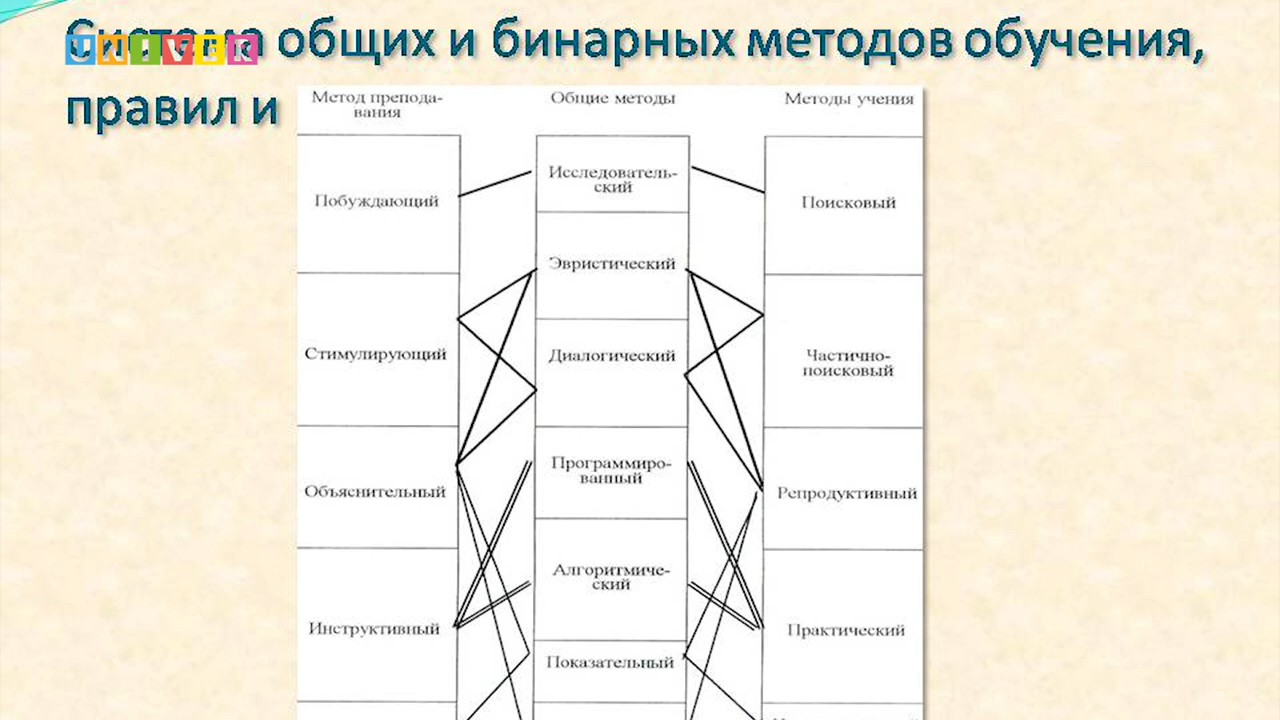 UNIVER
общих и бинарных методов обучения,
правил и
Метод препода-
вания
Общие методы
Методы учения
Побуждающий
Исследователь-
ский
Поисковый
Эвристический
Стимулирующий
Диалогический
Частично-
поисковый
Объяснительный
Программиро-
ванный
Репродуктивный
Инструктивный
Алгоритмиче-
ский
Практический
Показательный